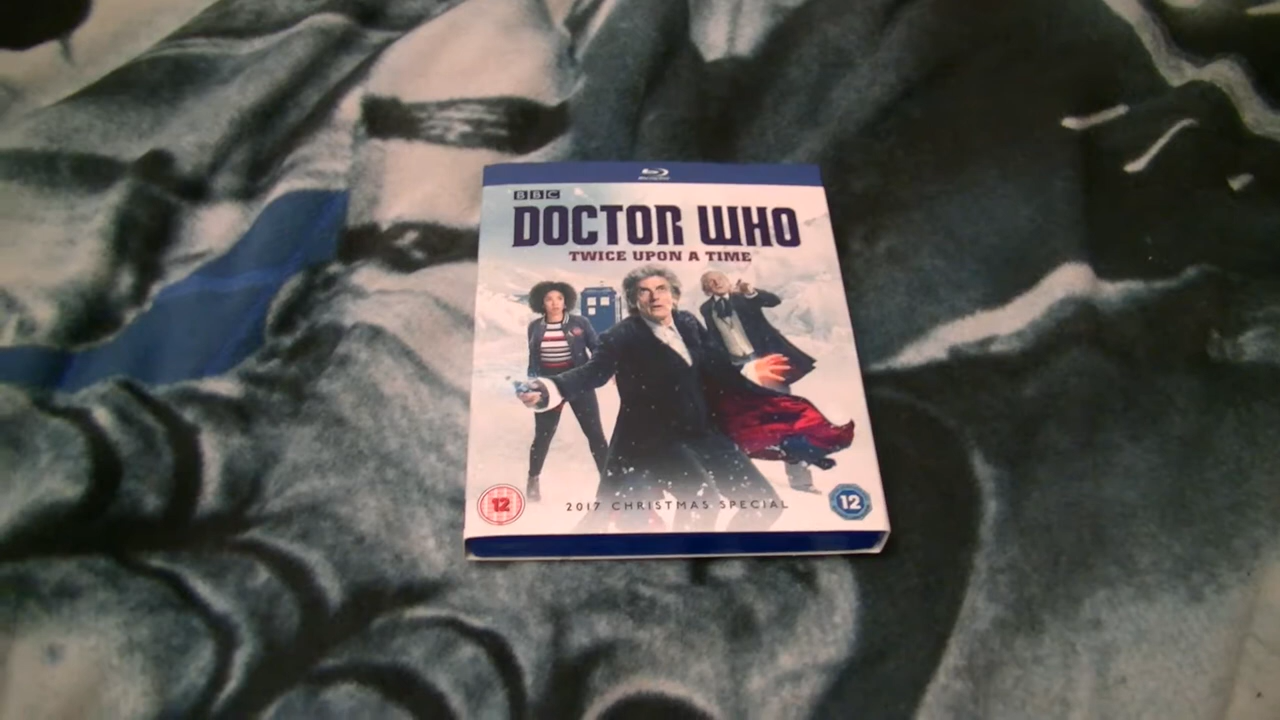 BBC
DOCTOR WHO
TWICE UPON A TIME
12
2017 CHRISTMAS SPECIAL
12